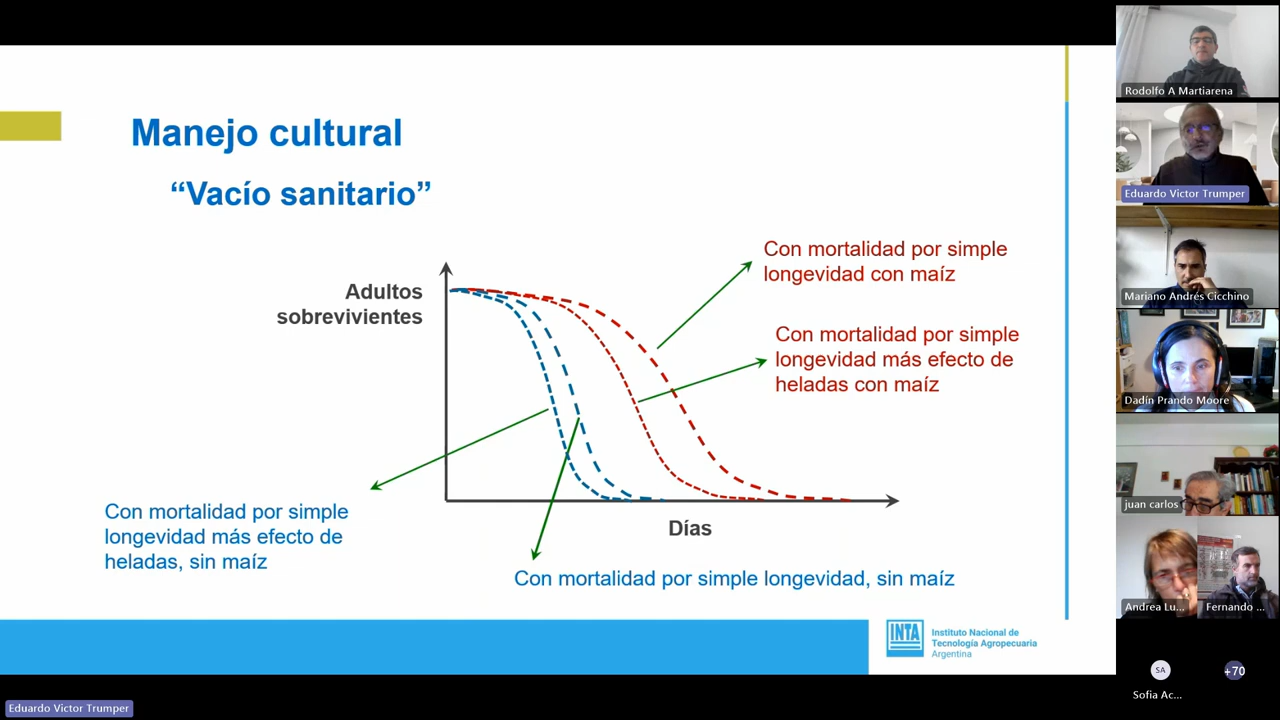 Manejo cultural
“Vacío sanitario”
Adultos
sobrevivientes
Con mortalidad por simple
longevidad con maíz
Con mortalidad por simple
longevidad más efecto de
heladas con maíz
Con mortalidad por simple
longevidad más efecto de
heladas, sin maíz
Días
Con mortalidad por simple longevidad, sin maíz
INTA
Instituto Nacional de
Tecnología Agropecuaria
Argentina
Rodolfo A Martiarena
Eduardo Victor Trumper
Mariano Andrés Cicchino
Dadín Prando Moore
juan carlos
Andrea Lu...
Fernando ...
SA
+70
Sofia Ac...
Eduardo Victor Trumper